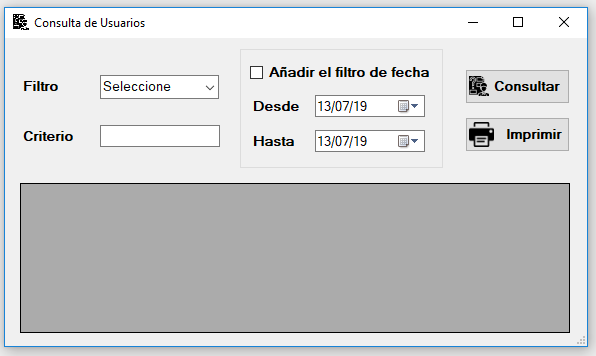 Consulta de Usuarios
Filtro
Seleccione
Criterio
Añadir el filtro de fecha
Desde
13/07/19
Hasta
13/07/19
Consultar
Imprimir